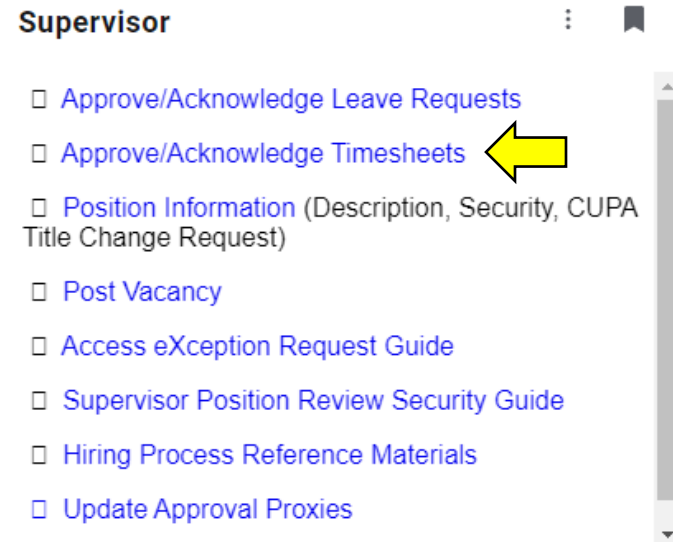 Supervisor
Approve/Acknowledge Leave Requests
Approve/Acknowledge Timesheets
Position Information (Description, Security, CUPA
Title Change Request)
Post Vacancy
Access eXception Request Guide
Supervisor Position Review Security Guide
Hiring Process Reference Materials
Update Approval Proxies